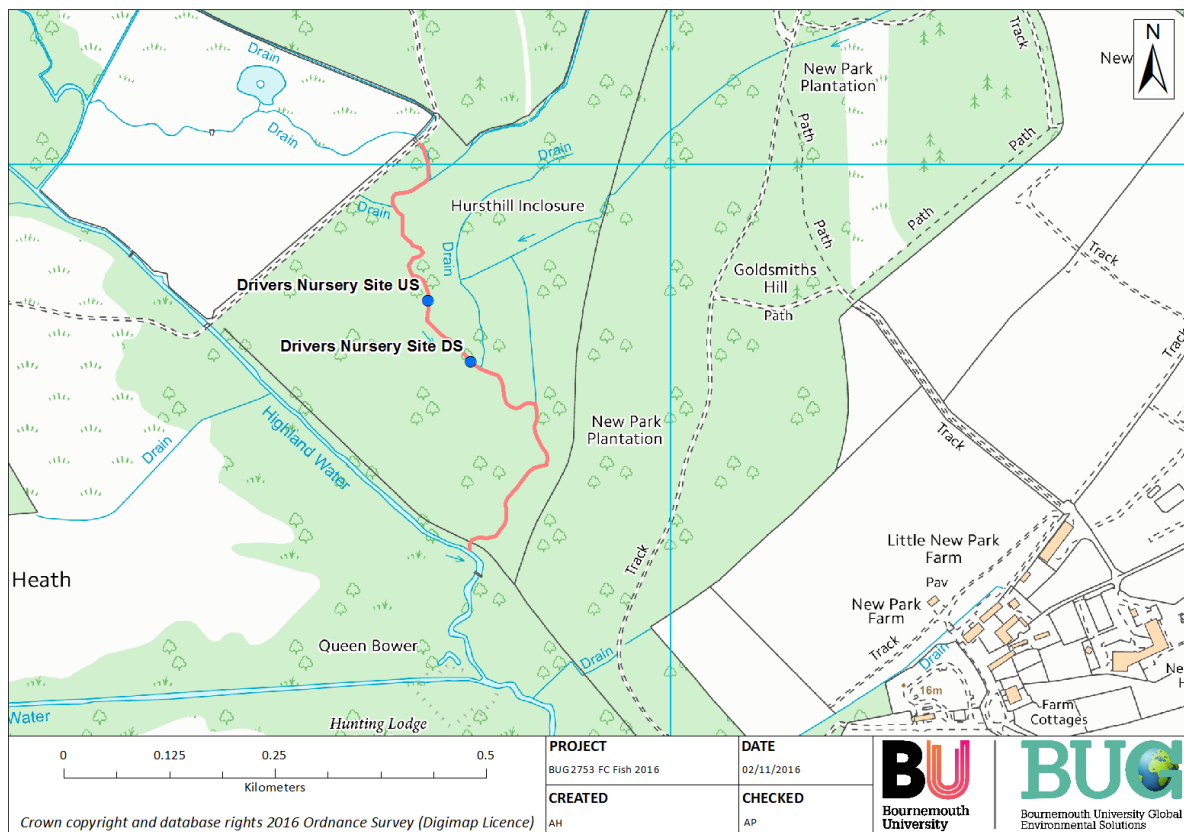 Drain
Drain
Track
New
N
New Park
Plantation
Path
Drain
Path
Hursthill Inclosure
Drain
Path
Path
Drain
Track
Goldsmiths
Hill
Path
Drivers Nursery Site US
Drivers Nursery Site DS
Track
Highland Water
Drain
New Park
Plantation
Track
Heath
Track
Little New Park
Farm
Pav
New Park
Farm
Track
Drain
Queen Bower
Drain
Ne
H
16m
Farm
Cottages
Water
Hunting Lodge
0 0.125 0.25 0.5
Kilometers
Crown copyright and database rights 2016 Ordnance Survey (Digimap Licence)
PROJECT
BUG2753 FC Fish 2016
DATE
02/11/2016
CREATED
AH
CHECKED
AP
BU
Bournemouth
University
BUG
Bournemouth University Global
Environmental Solutions